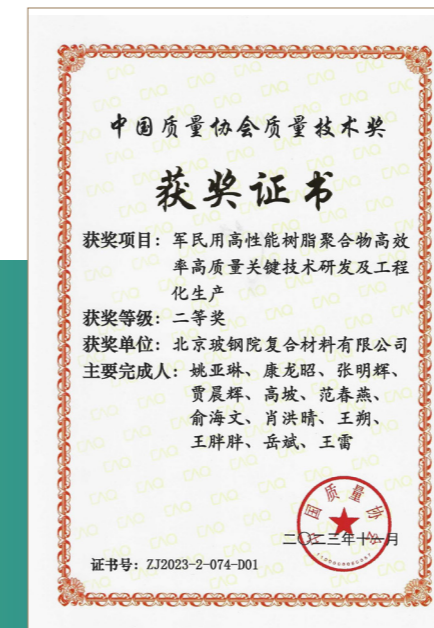 中国质量协会质量技术奖
获奖证书
获奖项目：军民用高性能树脂聚合物高效
率高质量关键技术研发及工程
化生产
获奖等级：二等奖
获奖单位：北京玻钢院复合材料有限公司
主要完成人：姚亚琳、康龙昭、张明辉、
贾晨辉、高坡、范春燕、
俞海文、肖洪晴、王朔、
王胖胖、岳斌、王雷
中国质量协会
二〇二三年十一月
证书号：ZJ2023-2-074-D01